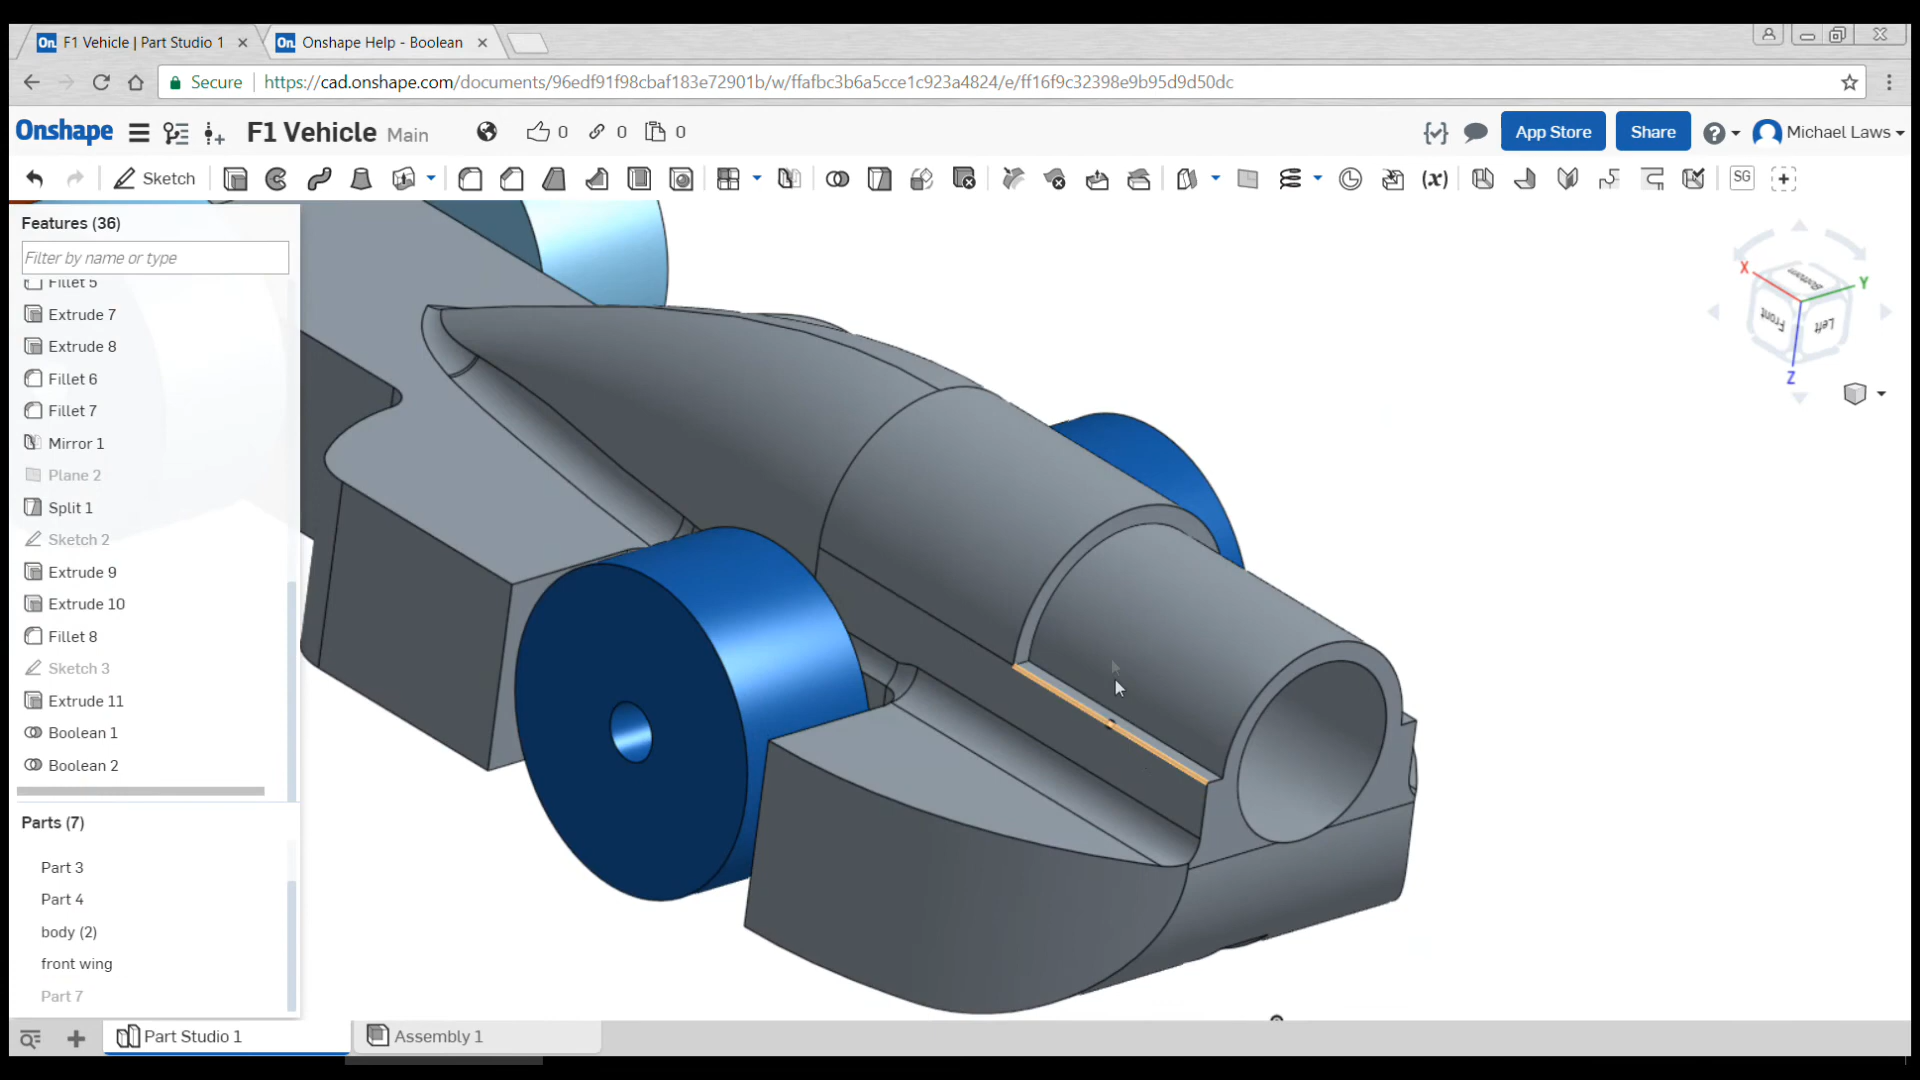 F1 Vehicle | Part Studio 1
Onshape Help - Boolean
Secure
https://cad.onshape.com/documents/96edf91f98cbaf183e72901b/w/ffafbc3b6a5cce1c923a4824/e/ff16f9c32398e9b95d9d50dc
Onshape
F1 Vehicle Main
0
0
0
App Store
Share
Michael Laws
Sketch
(x)
SG
Features (36)
Filter by name or type
Fillet 5
Extrude 7
Extrude 8
Fillet 6
Fillet 7
Mirror 1
Plane 2
Split 1
Sketch 2
Extrude 9
Extrude 10
Fillet 8
Sketch 3
Extrude 11
Boolean 1
Boolean 2
Parts (7)
Part 3
Part 4
body (2)
front wing
Part 7
X
Y
Z
Bottom
Front
Left
Part Studio 1
Assembly 1